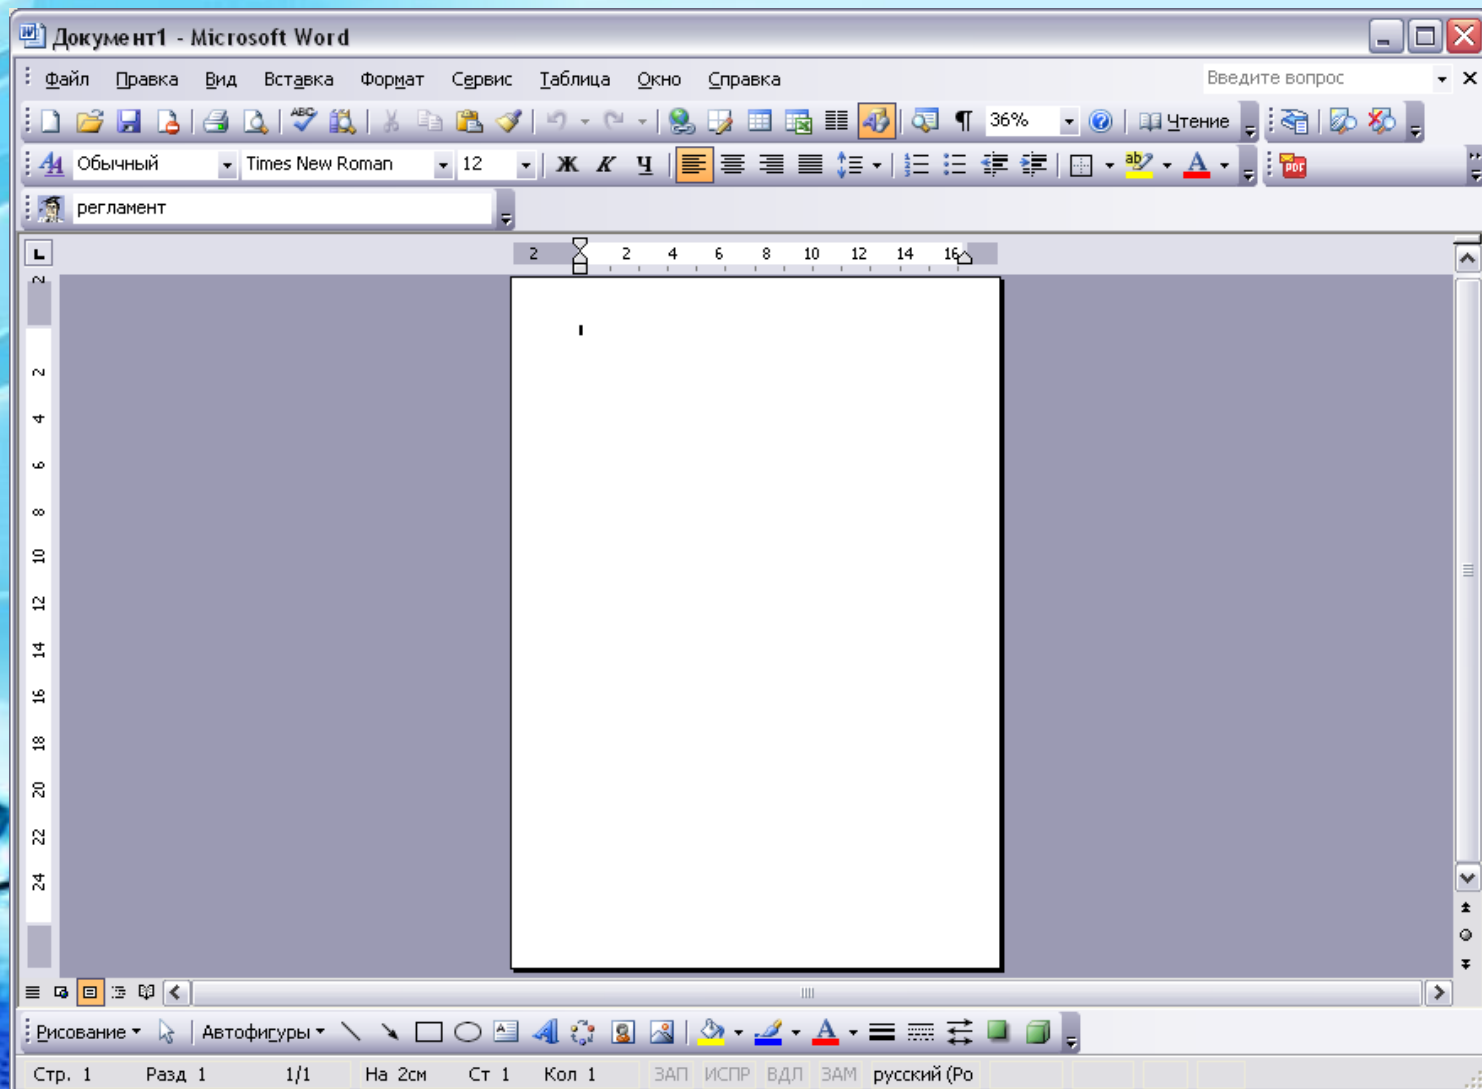 Документ1 - Microsoft Word
Файл Правка Вид Вставка Формат Сервис Таблица Окно Справка Введите вопрос
ABC 36% Чтение
Обычный Times New Roman 12 Ж К Ч ab A PDF
регламент
2 2 4 6 8 10 12 14 16
2
2
4
6
8
10
12
14
16
18
20
22
24
Рисование Автофигуры A A
Стр. 1 Разд 1 1/1 На 2см Ст 1 Кол 1 ЗАП ИСПР ВДЛ ЗАМ русский (Ро